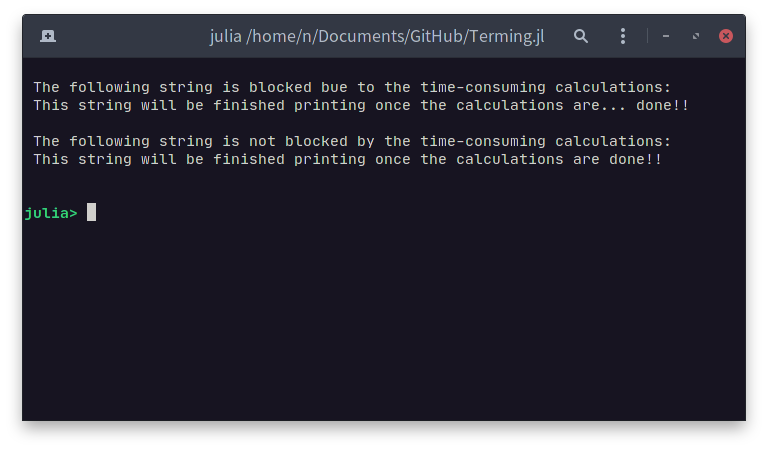 julia /home/n/Documents/GitHub/Terming.jl
The following string is blocked bue to the time-consuming calculations:
This string will be finished printing once the calculations are... done!!
The following string is not blocked by the time-consuming calculations:
This string will be finished printing once the calculations are done!!
julia>